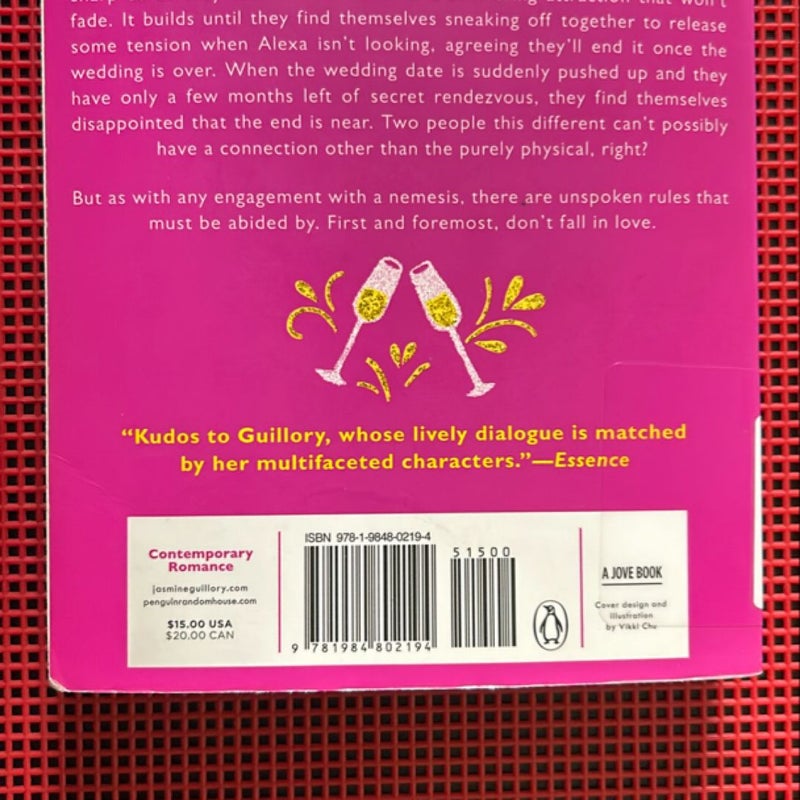 fade. It builds until they find themselves sneaking off together to release
some tension when Alexa isn't looking, agreeing they'll end it once the
wedding is over. When the wedding date is suddenly pushed up and they
have only a few months left of secret rendezvous, they find themselves
disappointed that the end is near. Two people this different can't possibly
have a connection other than the purely physical, right?
But as with any engagement with a nemesis, there are unspoken rules that
must be abided by. First and foremost, don't fall in love.
“Kudos to Guillory, whose lively dialogue is matched
by her multifaceted characters.”—Essence
Contemporary
Romance
jasmineguillory.com
penguinrandomhouse.com
$15.00 USA
$20.00 CAN
ISBN 978-1-9848-0219-4
51500
9 781984 802194
A JOVE BOOK
Cover design and
illustration
by Vikki Chu